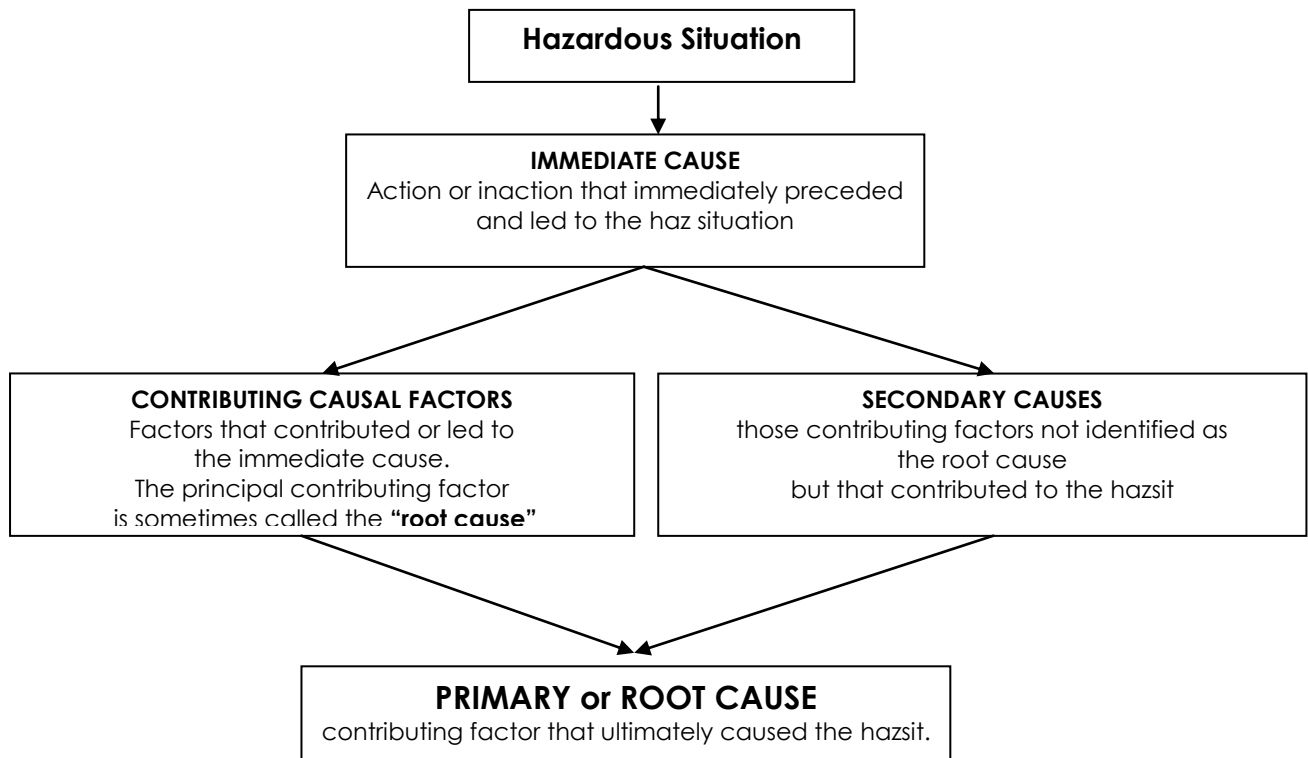 Hazardous Situation
IMMEDIATE CAUSE
Action or inaction that immediately preceded
and led to the haz situation
CONTRIBUTING CAUSAL FACTORS
Factors that contributed or led to
the immediate cause.
The principal contributing factor
is sometimes called the “root cause”
SECONDARY CAUSES
those contributing factors not identified as
the root cause
but that contributed to the hazsit
PRIMARY or ROOT CAUSE
contributing factor that ultimately caused the hazsit.